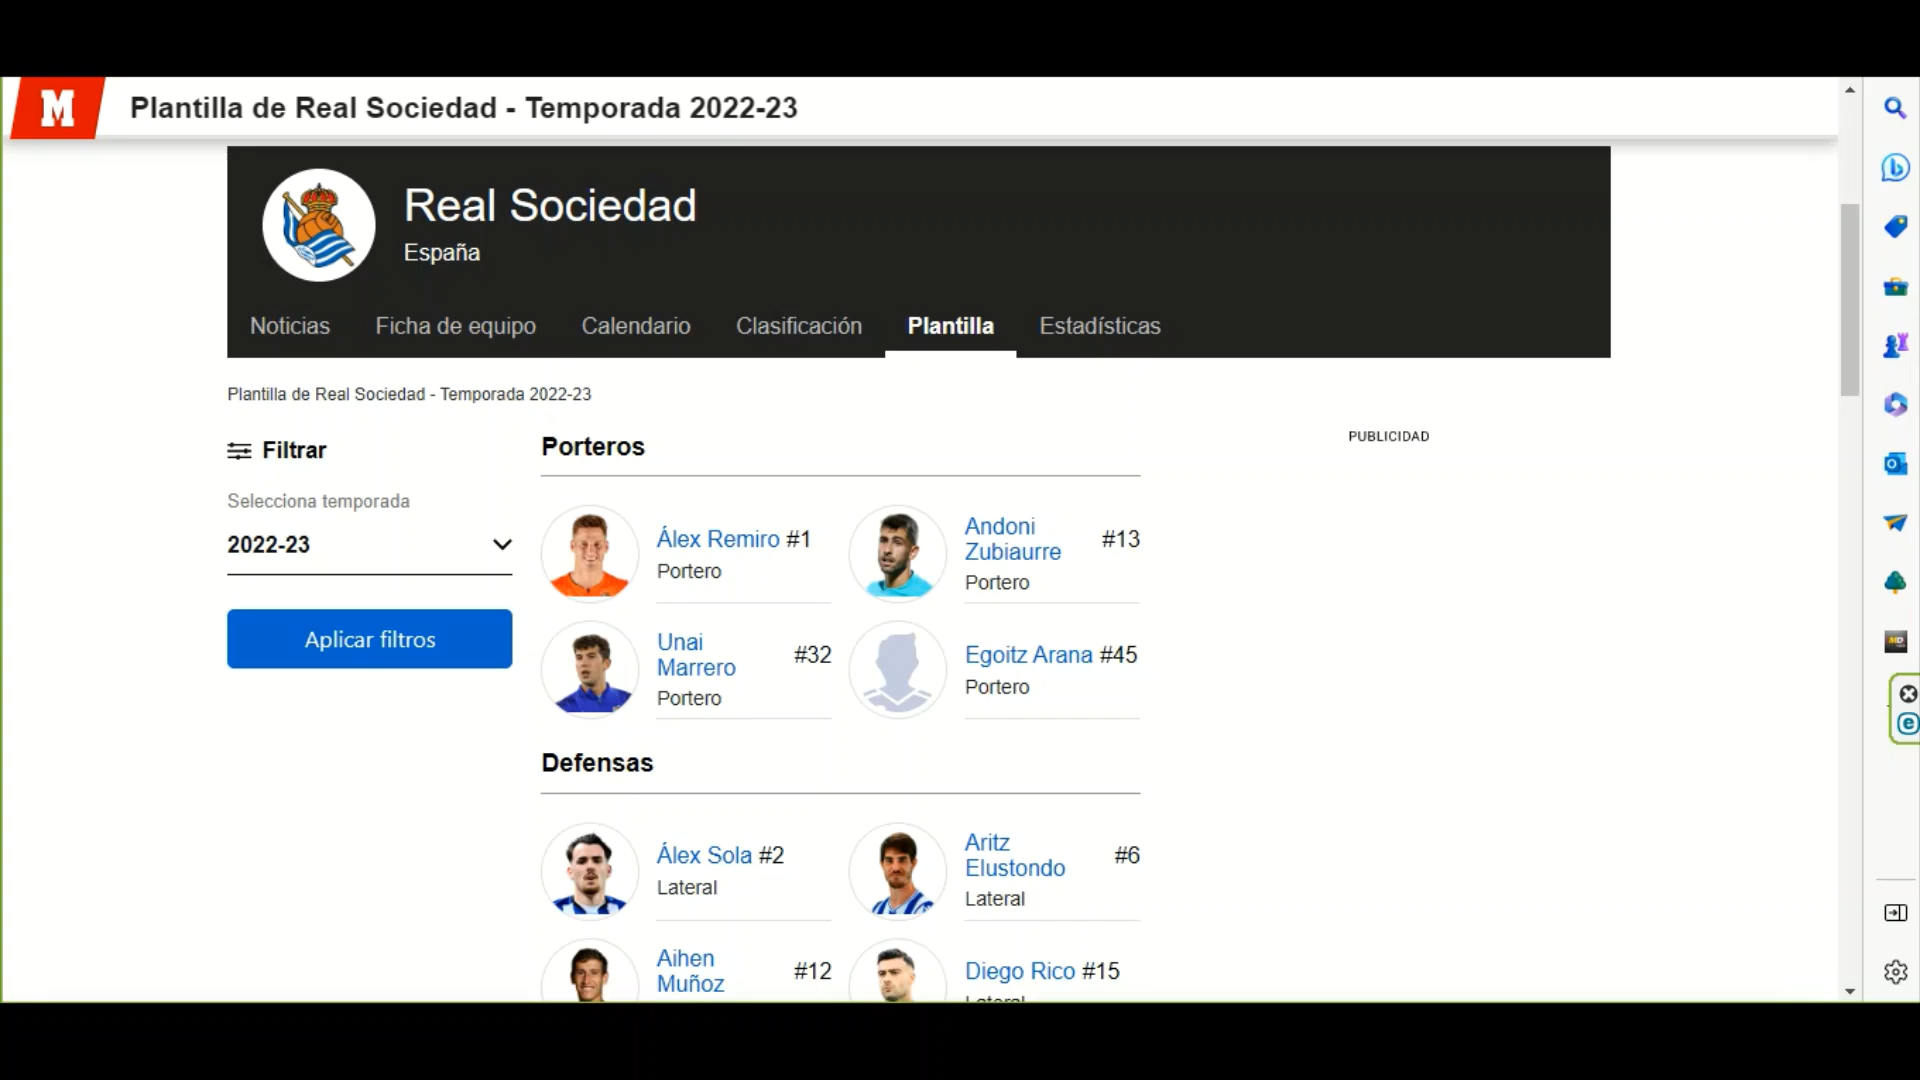 M
Plantilla de Real Sociedad - Temporada 2022-23
Real Sociedad
España
Noticias
Ficha de equipo
Calendario
Clasificación
Plantilla
Estadísticas
Plantilla de Real Sociedad - Temporada 2022-23
Filtrar
Selecciona temporada
2022-23
Aplicar filtros
Porteros
Álex Remiro #1
Portero
Andoni
Zubiaurre
#13
Portero
Unai
Marrero
#32
Portero
Egoitz Arana #45
Portero
Defensas
Álex Sola #2
Lateral
Aritz
Elustondo
#6
Lateral
Aihen
Muñoz
#12
Diego Rico #15
Lateral
PUBLICIDAD